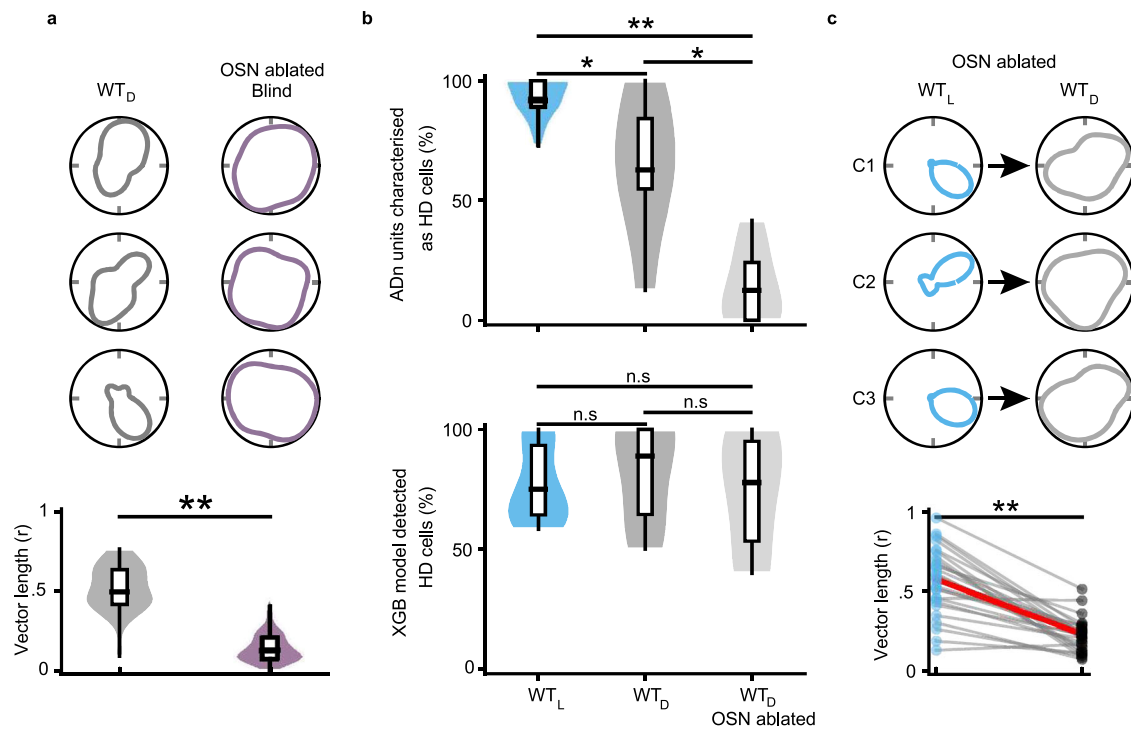 a
WT_D
OSN ablated
Blind
Vector length (r)
1
.5
0
**
b
ADn units characterised
as HD cells (%)
100
50
0
**
*
*
XGB model detected
HD cells (%)
100
50
0
n.s
n.s
n.s
WT_L
WT_D
WT_D
OSN ablated
c
OSN ablated
WT_L
WT_D
C1
C2
C3
Vector length (r)
1
.5
0
**